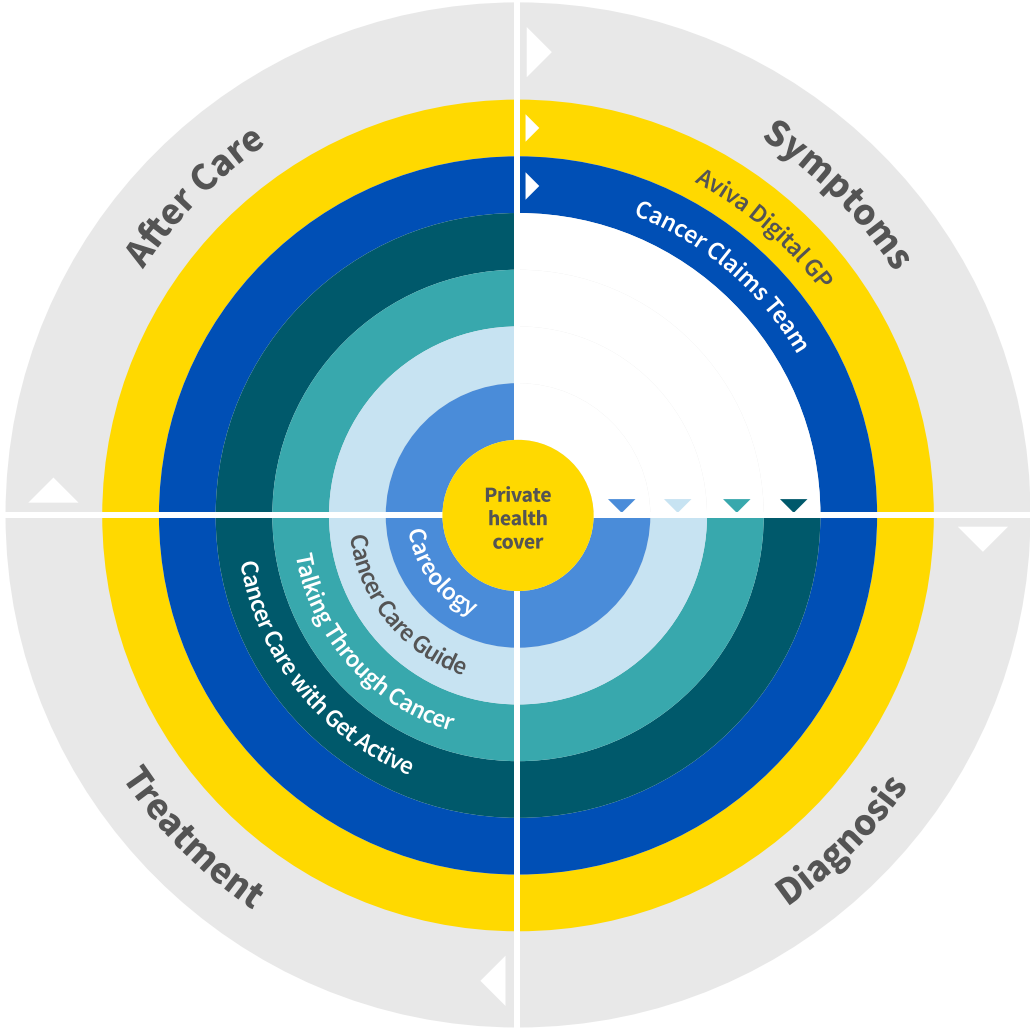 Symptoms
Aviva Digital GP
Cancer Claims Team
After Care
Private
health
cover
Careology
Cancer Care Guide
Talking Through Cancer
Cancer Care with Get Active
Treatment
Diagnosis